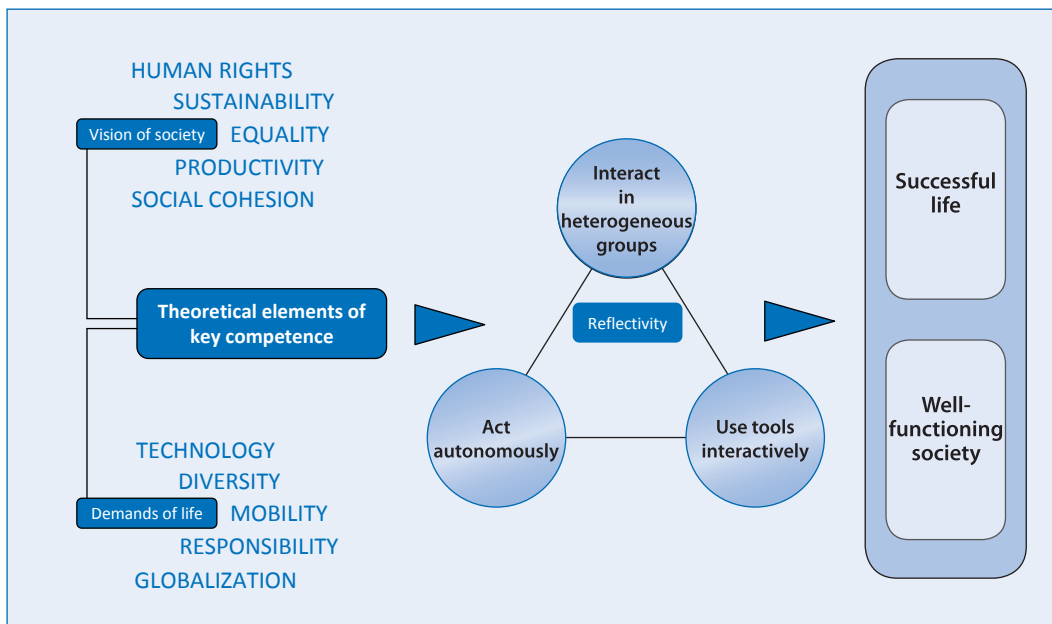 HUMAN RIGHTS
SUSTAINABILITY
Vision of society
EQUALITY
PRODUCTIVITY
SOCIAL COHESION
Theoretical elements of
key competence
TECHNOLOGY
DIVERSITY
Demands of life
MOBILITY
RESPONSIBILITY
GLOBALIZATION
Interact
in
heterogeneous
groups
Reflectivity
Act
autonomously
Use tools
interactively
Successful
life
Well-
functioning
society